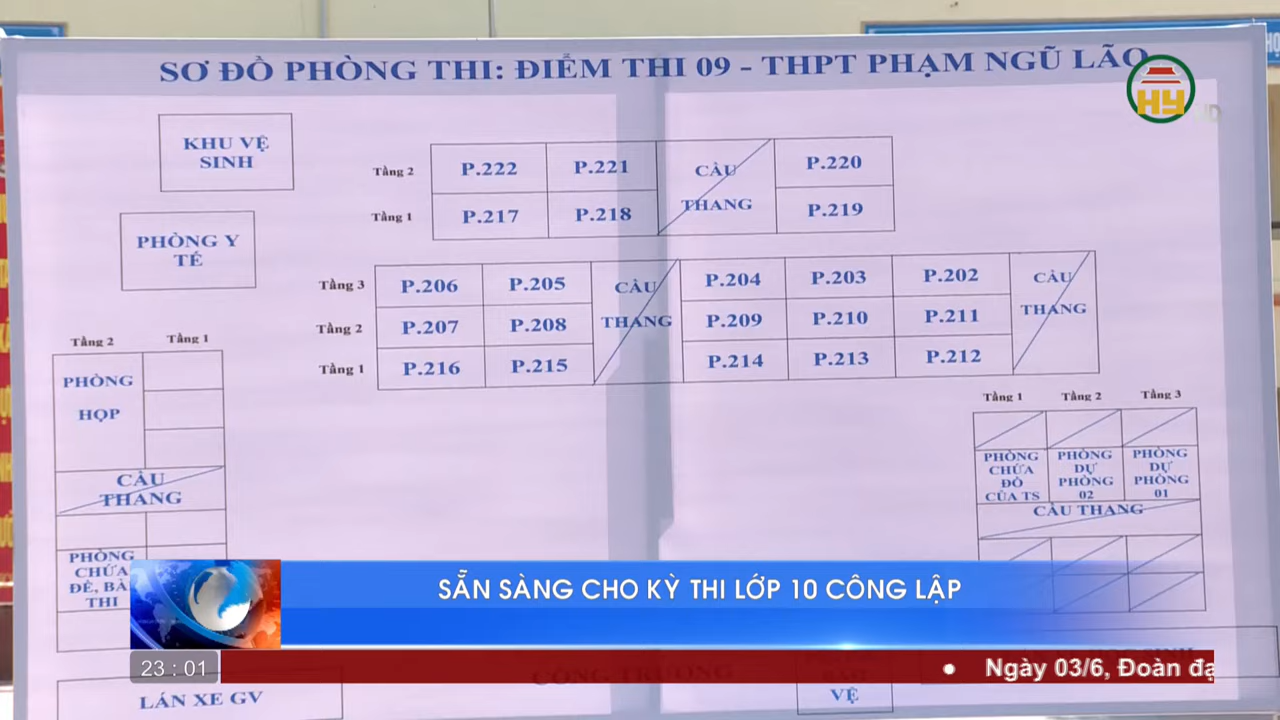 SƠ ĐỒ PHÒNG THI: ĐIỂM THI 09 - THPT PHẠM NGŨ LÃO
HY
KHU VỆ
SINH
PHÒNG Y
TẾ
Tầng 2 P.222 P.221 CẦU P.220
Tầng 1 P.217 P.218 THANG P.219
Tầng 3 P.206 P.205 CẦU P.204 P.203 P.202 CẦU
Tầng 2 P.207 P.208 THANG P.209 P.210 P.211 THANG
Tầng 1 P.216 P.215 P.214 P.213 P.212
Tầng 2 Tầng 1
PHÒNG
HỌP
CẦU
THANG
PHÒNG
CHỨA
ĐỀ, BÀI
THI
Tầng 1 Tầng 2 Tầng 3
PHÒNG PHÒNG PHÒNG
CHỨA DỰ DỰ
ĐỒ PHÒNG PHÒNG
CỦA TS 02 01
CẦU THANG
SẴN SÀNG CHO KỲ THI LỚP 10 CÔNG LẬP
23 : 01
Ngày 03/6, Đoàn đạ
CỔNG TRƯỜNG
LÁN XE GV
VỆ